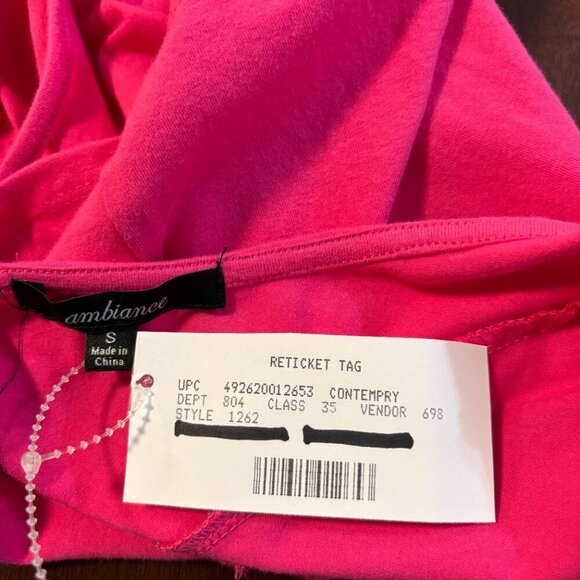 ambiance
S
Made in
China
RETICKET TAG
UPC 492620012653 CONTEMPRY
DEPT 804 CLASS 35 VENDOR 698
STYLE 1262